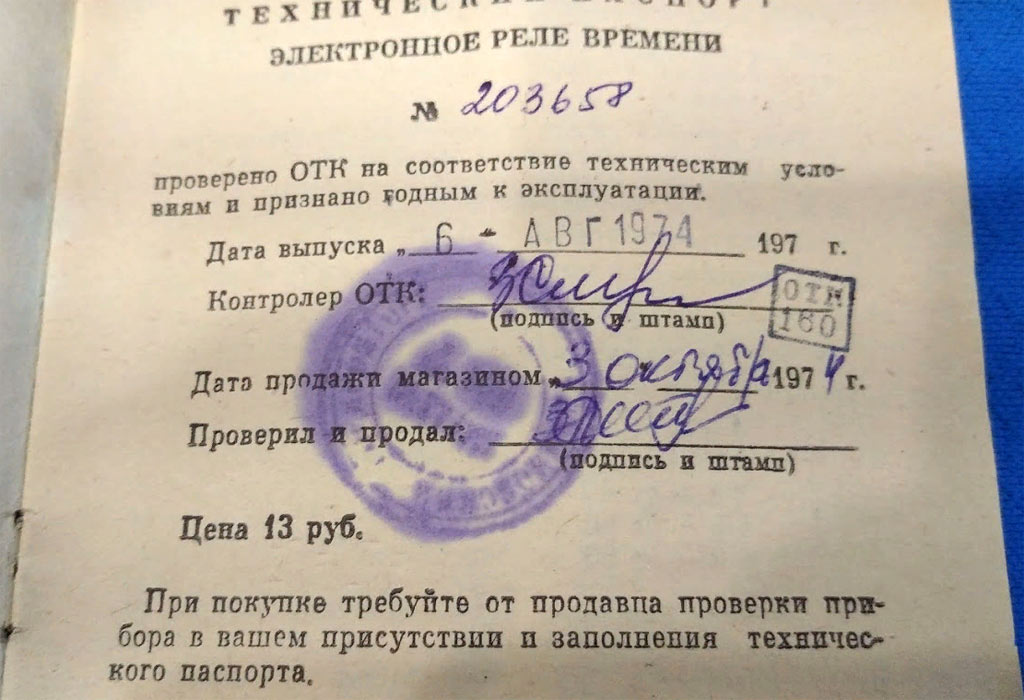 ТЕХНИЧЕСКИЙ ПАСПОРТ
ЭЛЕКТРОННОЕ РЕЛЕ ВРЕМЕНИ
№ 203658
проверено ОТК на соответствие техническим усло-
виям и признано годным к эксплуатации.
Дата выпуска „ 6 “ АВГ 1974 197 г.
Контролер ОТК:
(подпись и штамп)
ОТК
160
Дата продажи магазином „3 октября 1974 г.
Проверил и продал:
(подпись и штамп)
Цена 13 руб.
При покупке требуйте от продавца проверки при-
бора в вашем присутствии и заполнения техничес-
кого паспорта.